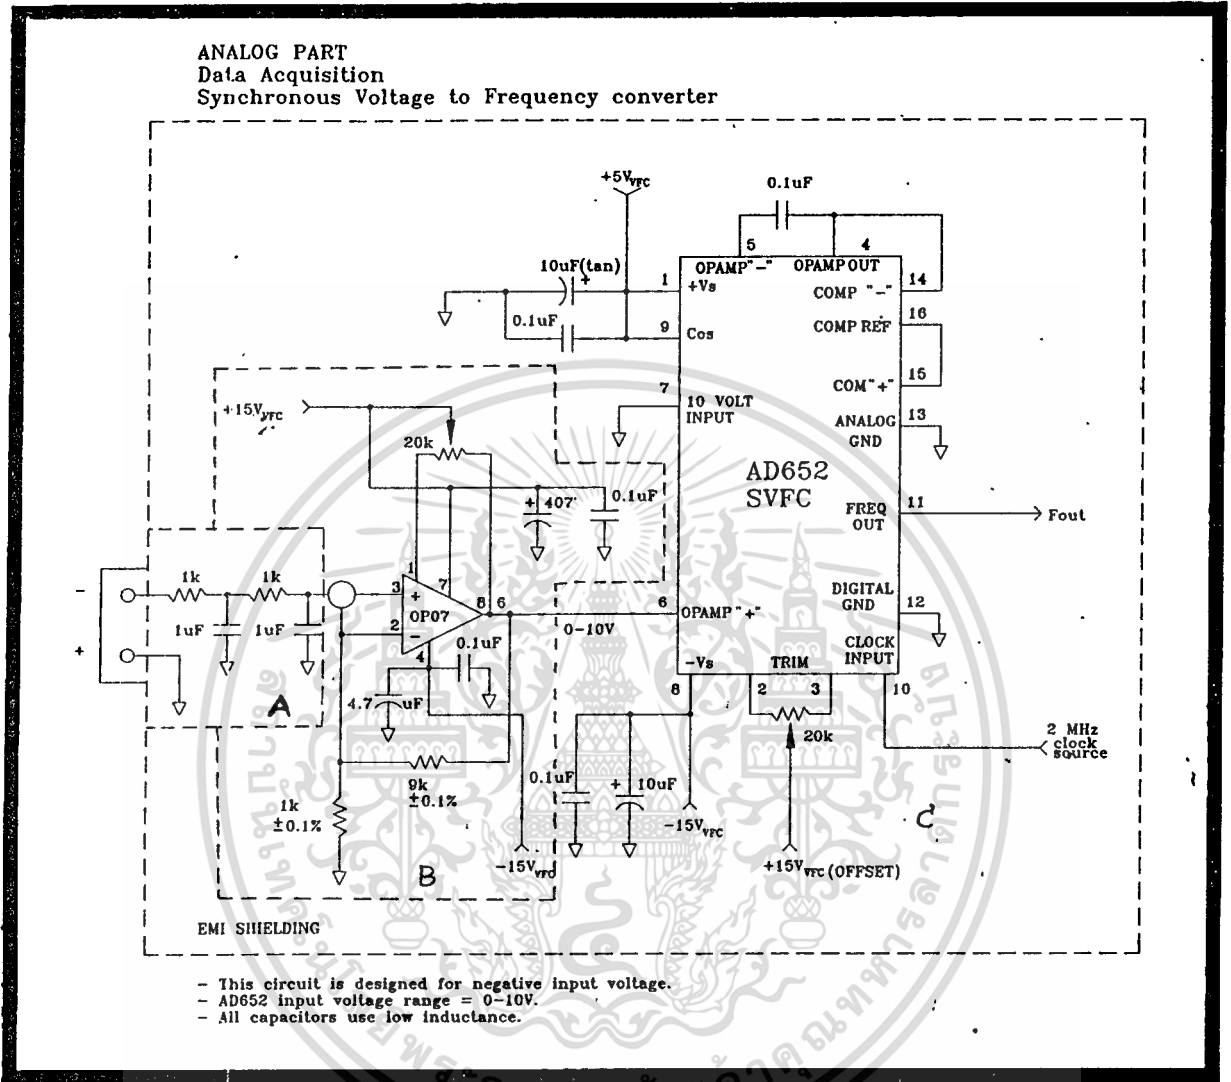 ANALOG PART
Data Acquisition
Synchronous Voltage to Frequency converter
+5V VFC
0.1uF
5
4
OPAMP"-"
OPAMP OUT
10uF(tan)
+
1
+Vs
COMP "-"
14
0.1uF
9
Cos
COMP REF
16
7
10 VOLT
INPUT
COM"+"
15
+15V VFC
ANALOG
GND
13
20k
AD652
SVFC
+ 407
0.1uF
FREQ
OUT
11
Fout
1
7
DIGITAL
GND
12
-
1k
1k
3
+
OP07
8 6
6
OPAMP "+"
0-10V
1uF
1uF
2
-
CLOCK
INPUT
+
4
0.1uF
-Vs
TRIM
8
2
3
10
A
4.7 uF
20k
2 MHz
clock
source
9k
±0.1%
0.1uF
+ 10uF
1k
±0.1%
-15V VFC
C
-15V VFC
+15V VFC (OFFSET)
B
EMI SHIELDING
- This circuit is designed for negative input voltage.
- AD652 input voltage range = 0-10V.
- All capacitors use low inductance.